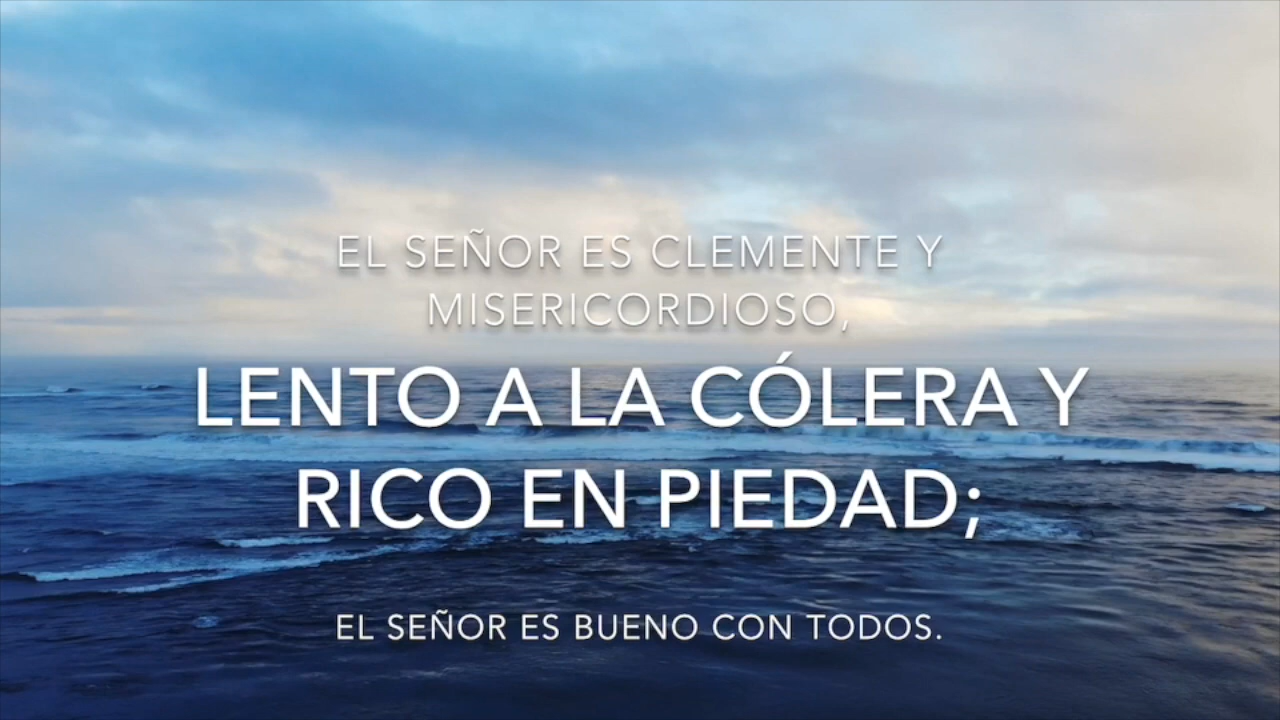 EL SEÑOR ES CLEMENTE Y
MISERICORDIOSO,
LENTO A LA CÓLERA Y
RICO EN PIEDAD;
EL SEÑOR ES BUENO CON TODOS.